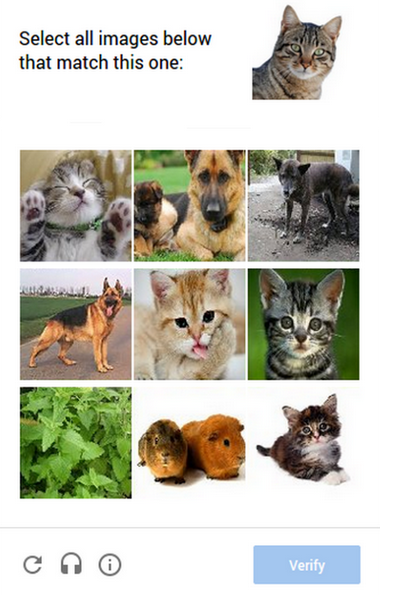 Select all images below
that match this one:
Verify